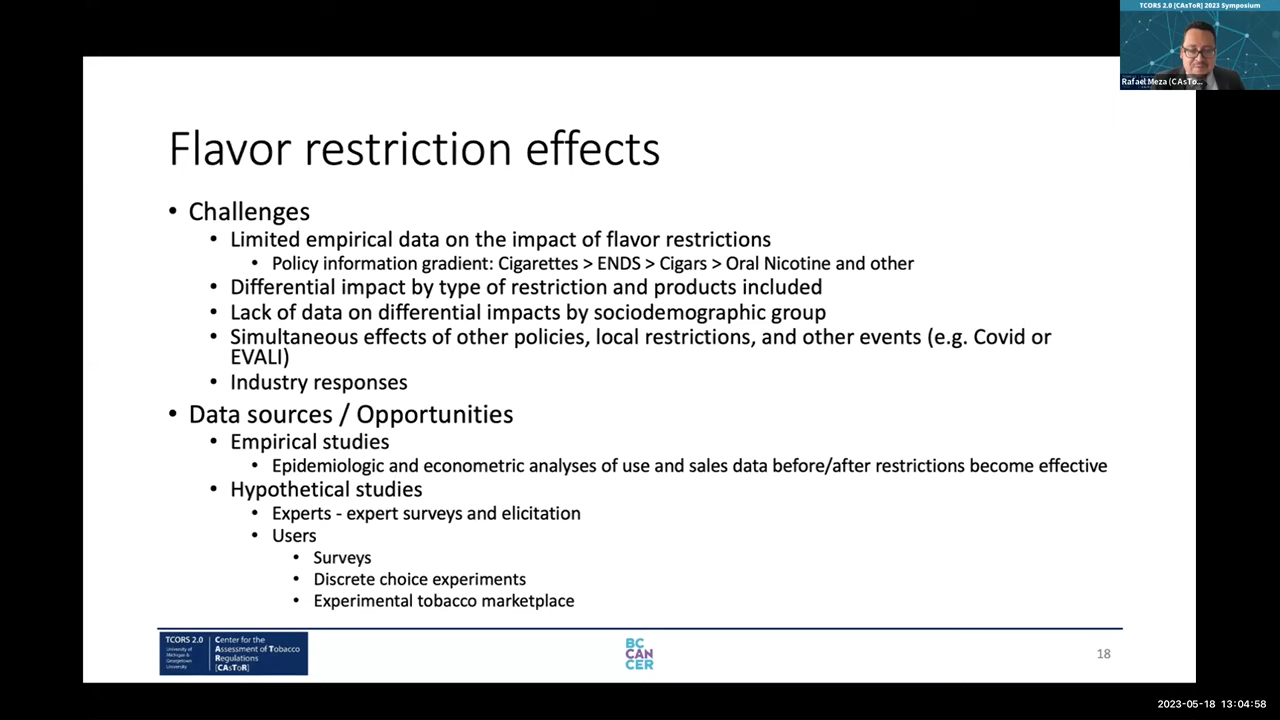 TCORS 2.0 [CAsToR] 2023 Symposium
Rafael Meza (CAsTo...
Flavor restriction effects
• Challenges
• Limited empirical data on the impact of flavor restrictions
• Policy information gradient: Cigarettes > ENDS > Cigars > Oral Nicotine and other
• Differential impact by type of restriction and products included
• Lack of data on differential impacts by sociodemographic group
• Simultaneous effects of other policies, local restrictions, and other events (e.g. Covid or
EVALI)
• Industry responses
• Data sources / Opportunities
• Empirical studies
• Epidemiologic and econometric analyses of use and sales data before/after restrictions become effective
• Hypothetical studies
• Experts - expert surveys and elicitation
• Users
• Surveys
• Discrete choice experiments
• Experimental tobacco marketplace
TCORS 2.0
University of
Michigan &
Georgetown
University
Center for the
Assessment of Tobacco
Regulations
[CAsToR]
BC
CAN
CER
18
2023-05-18 13:04:58